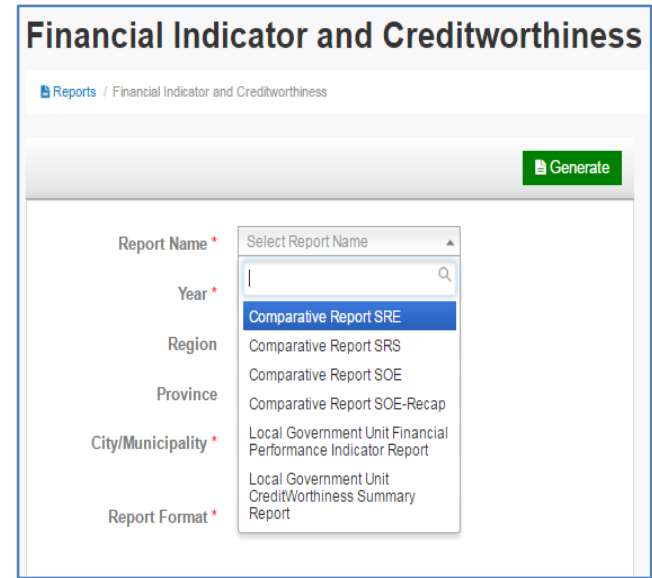 Financial Indicator and Creditworthiness
Reports / Financial Indicator and Creditworthiness
Generate
Report Name *
Select Report Name
Year *
Comparative Report SRE
Region
Comparative Report SRS
Comparative Report SOE
Province
Comparative Report SOE-Recap
City/Municipality *
Local Government Unit Financial
Performance Indicator Report
Local Government Unit
CreditWorthiness Summary
Report
Report Format *